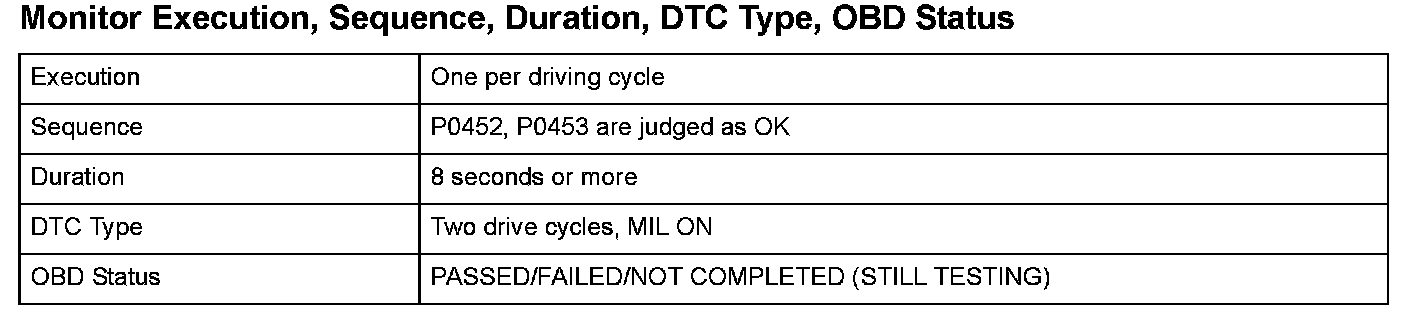 Monitor Execution, Sequence, Duration, DTC Type, OBD Status
Execution One per driving cycle
Sequence P0452, P0453 are judged as OK
Duration 8 seconds or more
DTC Type Two drive cycles, MIL ON
OBD Status PASSED/FAILED/NOT COMPLETED (STILL TESTING)